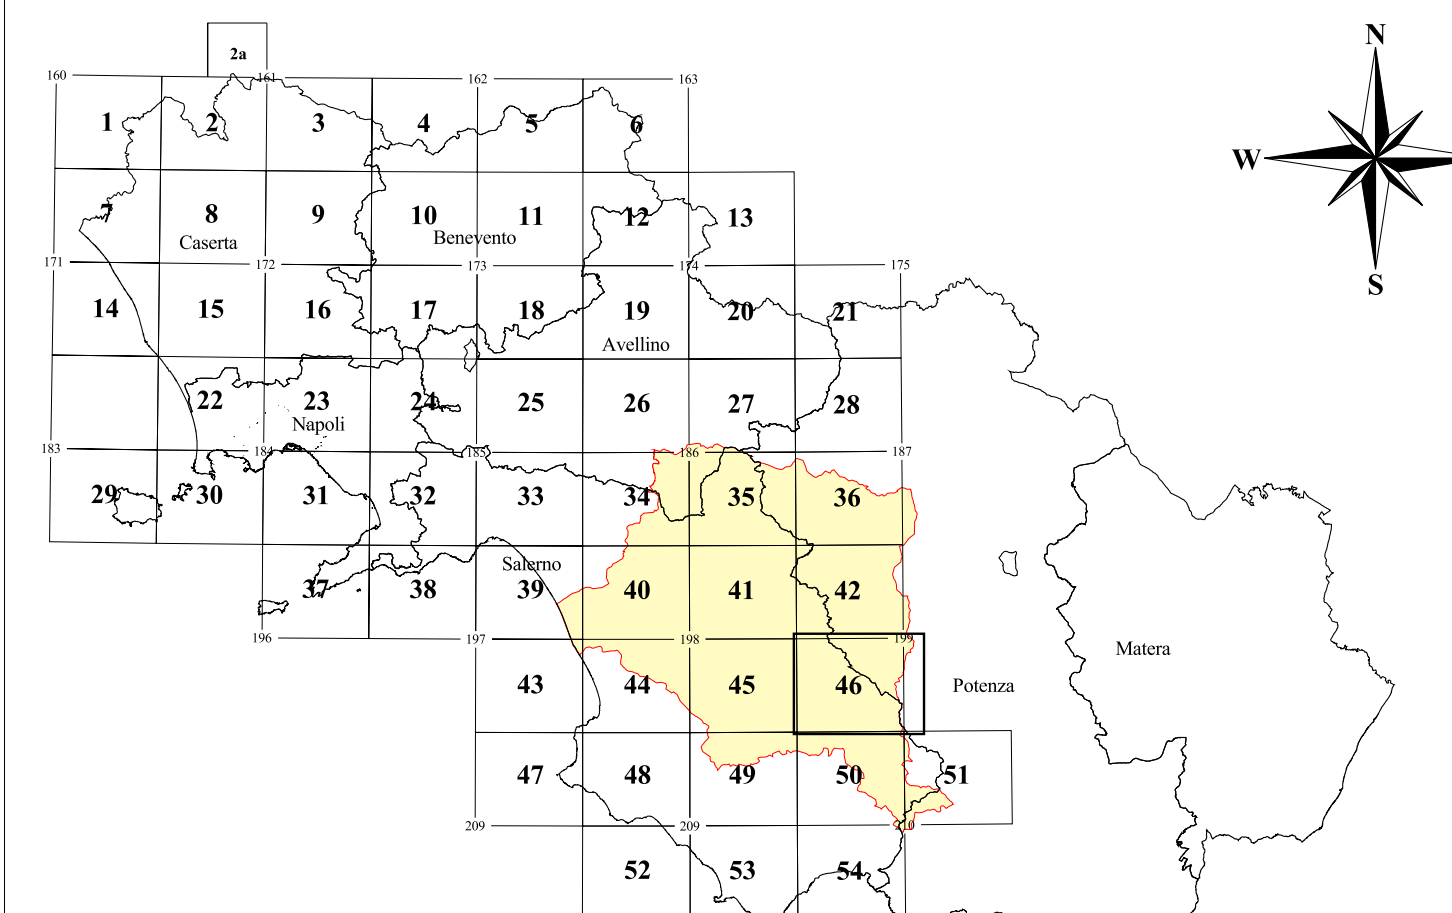 N
2a
160 161 162 163
1 2 3 4 5 6
W
7 8 9 10 11 12 13
Caserta Benevento
171 172 173 174 175
S
14 15 16 17 18 19 20 21
Avellino
22 23 24 25 26 27 28
Napoli
183 184 185 186 187
29 30 31 32 33 34 35 36
Salerno
37 38 39 40 41 42
196 197 198 199
Matera
43 44 45 46 Potenza
47 48 49 50 51
209 209
52 53 54